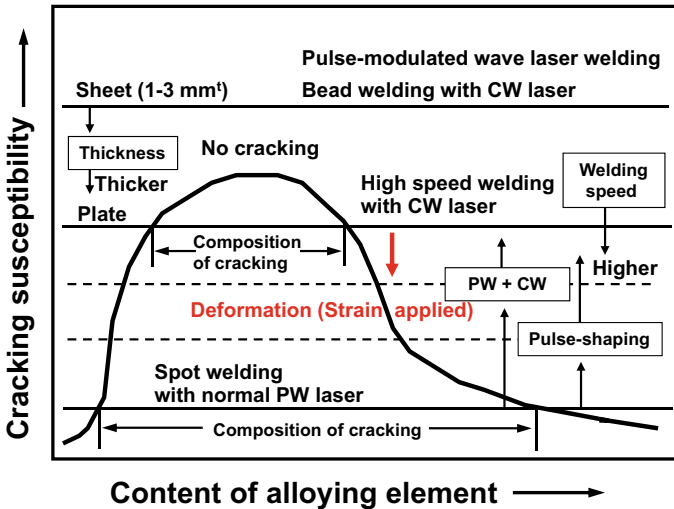 Pulse-modulated wave laser welding
Sheet (1-3 mmᵗ)
Bead welding with CW laser
Thickness
No cracking
Welding
speed
Thicker
High speed welding
with CW laser
Plate
Composition
of cracking
Higher
PW + CW
Deformation (Strain applied)
Pulse-shaping
Spot welding
with normal PW laser
Composition of cracking
Cracking susceptibility
Content of alloying element